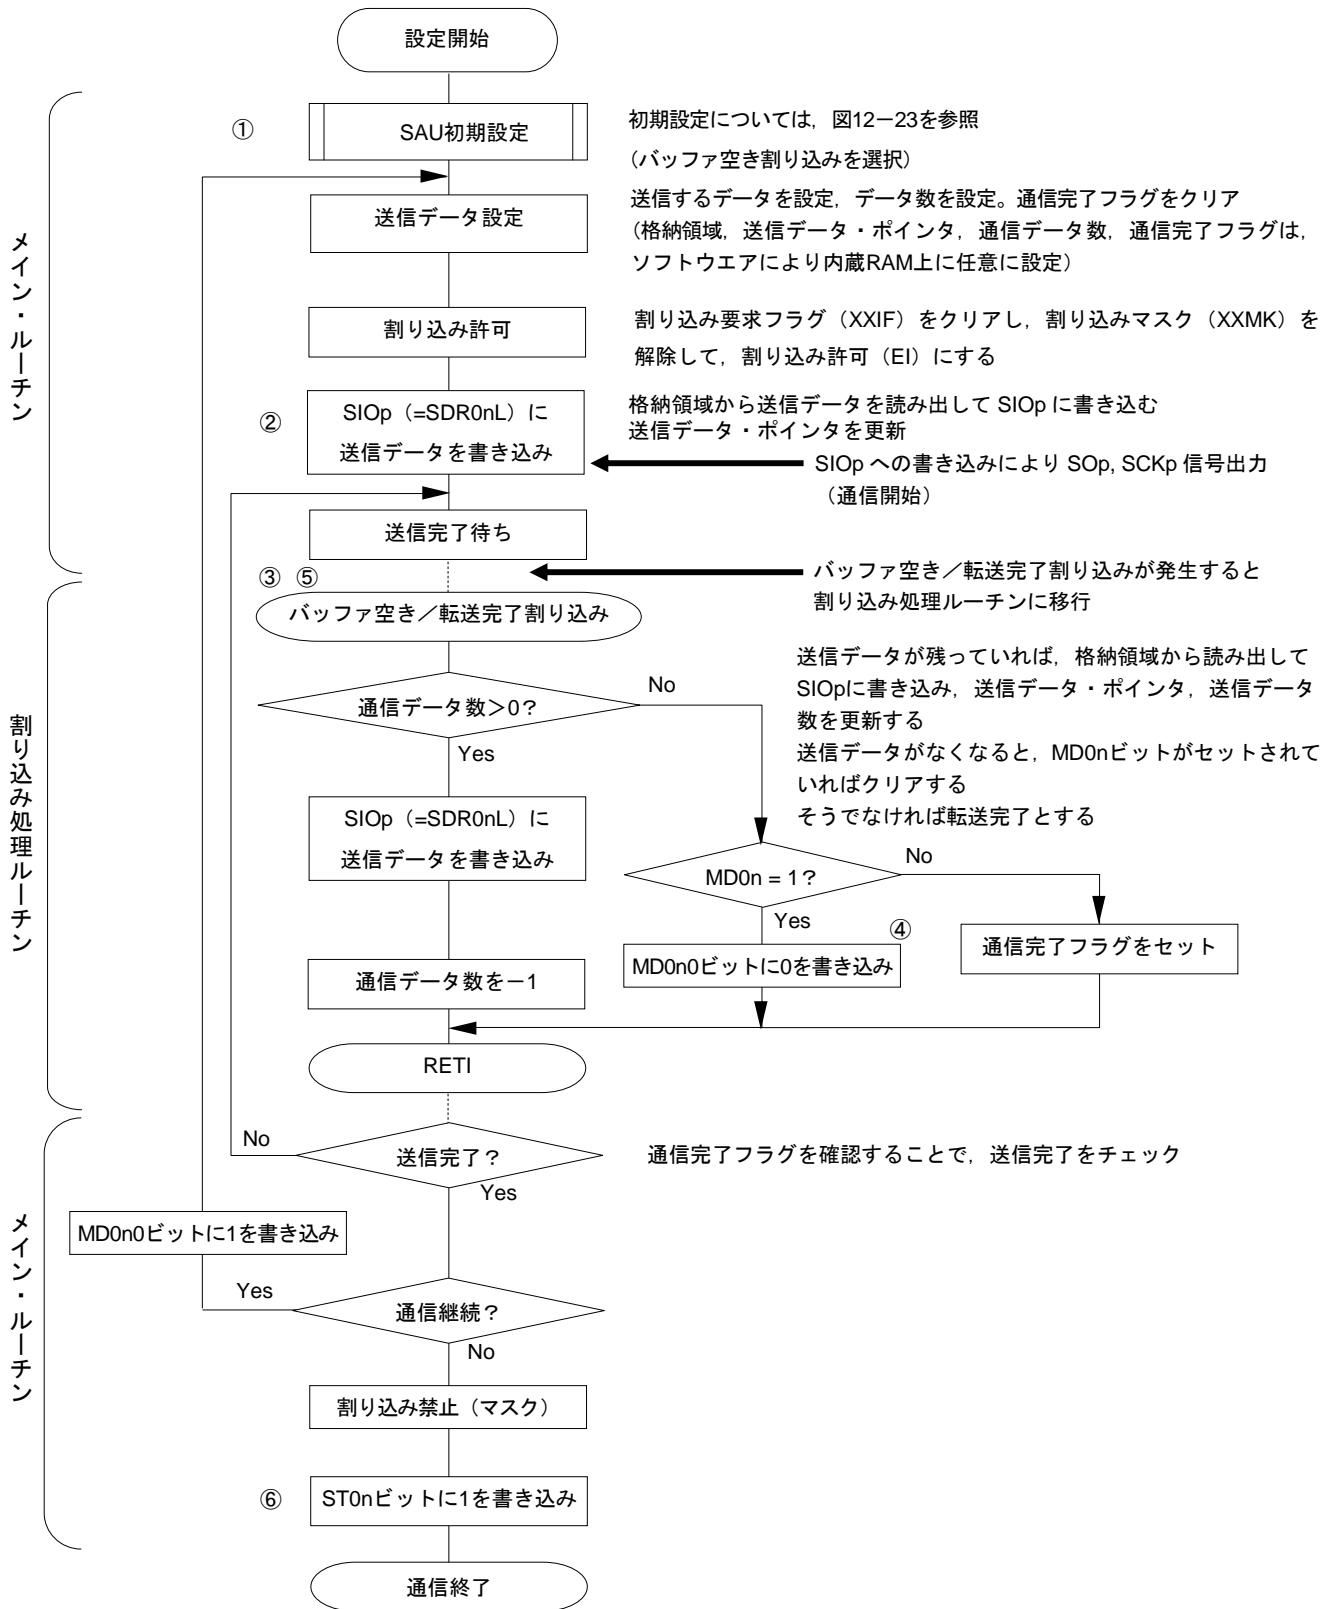 設定開始
①
SAU初期設定
初期設定については，図12－23を参照
（バッファ空き割り込みを選択）
送信データ設定
送信するデータを設定，データ数を設定。通信完了フラグをクリア
（格納領域，送信データ・ポインタ，通信データ数，通信完了フラグは，
ソフトウエアにより内蔵RAM上に任意に設定）
メイン・ルーチン
割り込み許可
割り込み要求フラグ（XXIF）をクリアし，割り込みマスク（XXMK）を
解除して，割り込み許可（EI）にする
②
SIOp（=SDR0nL）に
送信データを書き込み
格納領域から送信データを読み出して SIOp に書き込む
送信データ・ポインタを更新
SIOp への書き込みにより SOp, SCKp 信号出力
（通信開始）
送信完了待ち
③ ⑤
バッファ空き／転送完了割り込みが発生すると
割り込み処理ルーチンに移行
バッファ空き／転送完了割り込み
割り込み処理ルーチン
通信データ数＞0？
No
Yes
送信データが残っていれば，格納領域から読み出して
SIOpに書き込み，送信データ・ポインタ，送信データ
数を更新する
送信データがなくなると，MD0nビットがセットされて
いればクリアする
そうでなければ転送完了とする
SIOp（=SDR0nL）に
送信データを書き込み
MD0n = 1？
No
Yes
④
MD0n0ビットに0を書き込み
通信完了フラグをセット
通信データ数を－1
RETI
No
送信完了？
Yes
通信完了フラグを確認することで，送信完了をチェック
メイン・ルーチン
MD0n0ビットに1を書き込み
Yes
通信継続？
No
割り込み禁止（マスク）
⑥
ST0nビットに1を書き込み
通信終了